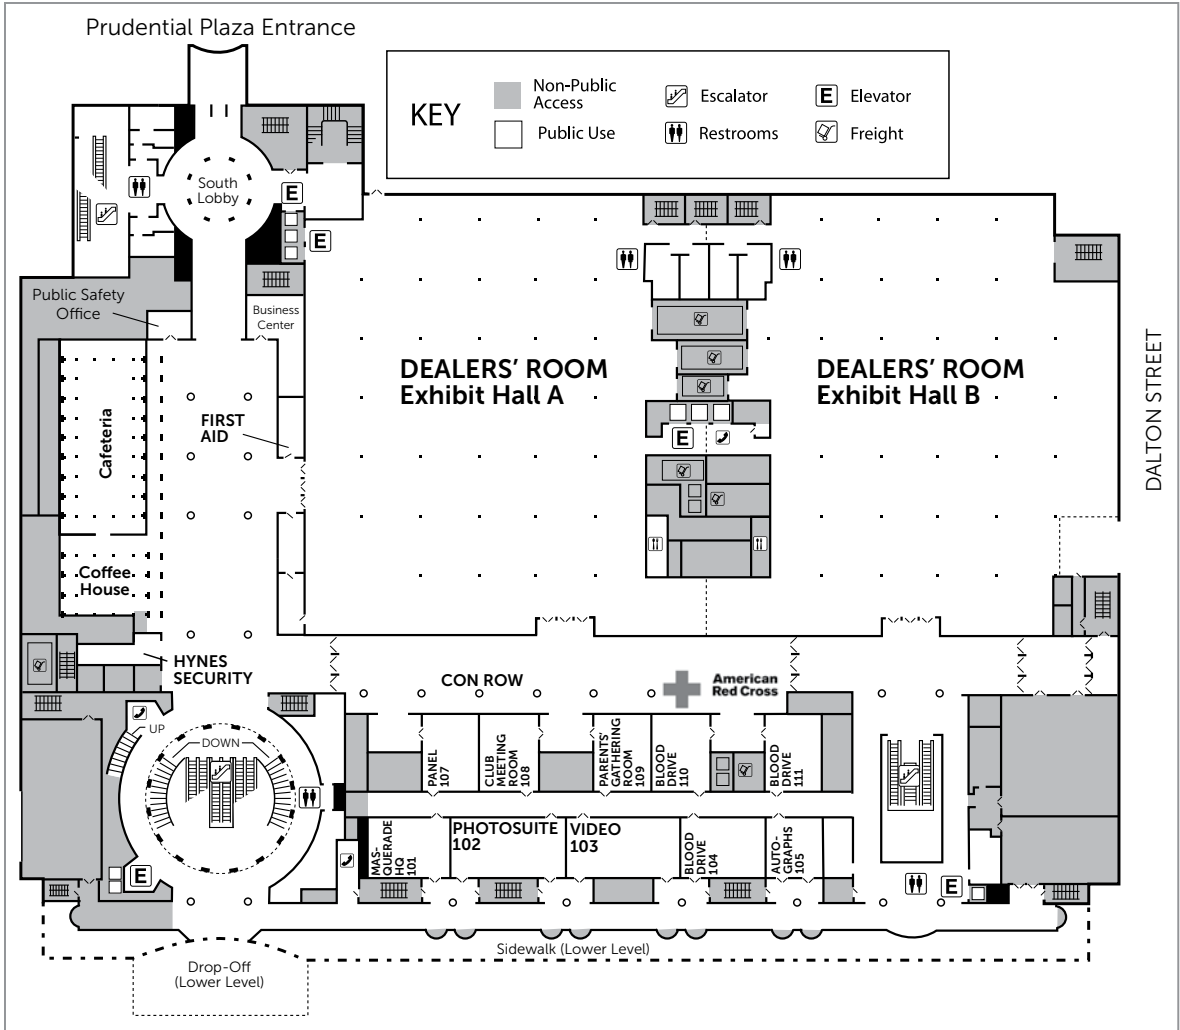 Prudential Plaza Entrance
KEY
Non-Public
Access
Public Use
Escalator
Restrooms
E Elevator
Freight
South
Lobby
E
E
Public Safety
Office
Business
Center
FIRST
AID
Cafeteria
Coffee
House
HYNES
SECURITY
DEALERS’ ROOM
Exhibit Hall A
DEALERS’ ROOM
Exhibit Hall B
E
DALTON STREET
CON ROW
American
Red Cross
UP
DOWN
E
PANEL
107
CLUB
MEETING
ROOM
108
PARENTS’
GATHERING
ROOM
109
BLOOD
DRIVE
110
BLOOD
DRIVE
111
MAS-
QUERADE
HQ
101
PHOTOSUITE
102
VIDEO
103
BLOOD
DRIVE
104
AUTO-
GRAPHS
105
E
Sidewalk (Lower Level)
Drop-Off
(Lower Level)